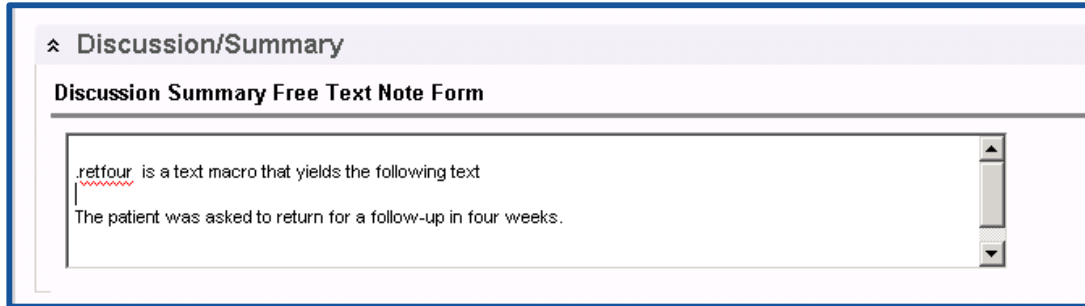 Discussion/Summary
Discussion Summary Free Text Note Form
.retfour is a text macro that yields the following text
The patient was asked to return for a follow-up in four weeks.